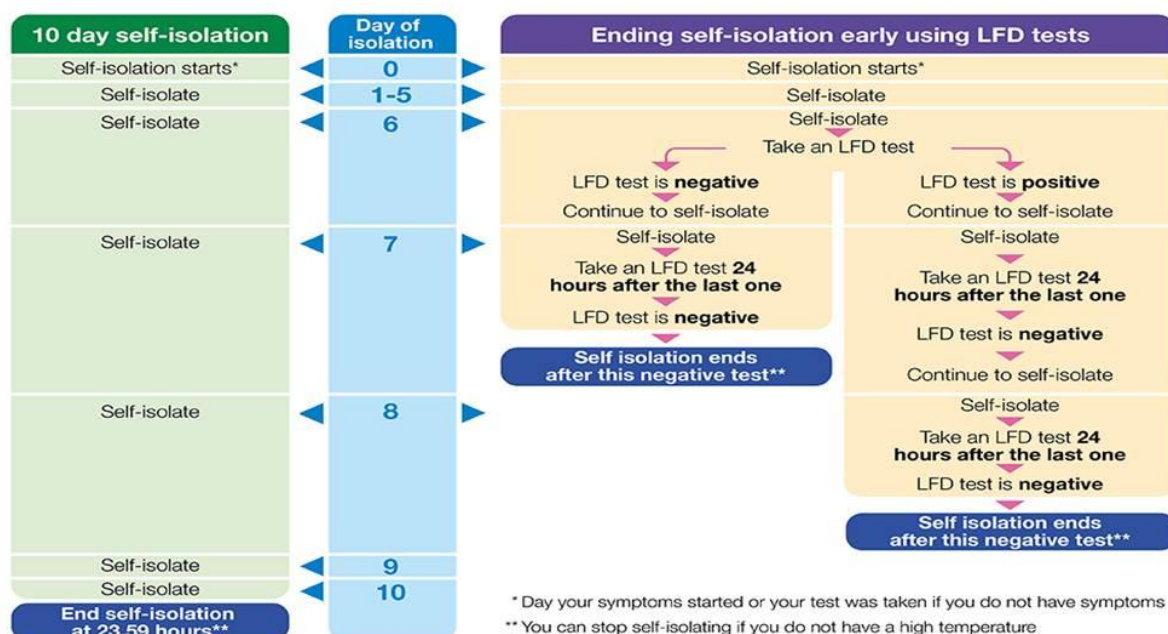 10 day self-isolation
Self-isolation starts*
Self-isolate
Self-isolate
Self-isolate
Self-isolate
Self-isolate
Self-isolate
End self-isolation
at 23.59 hours**
Day of
isolation
0
1-5
6
7
8
9
10
Ending self-isolation early using LFD tests
Self-isolation starts*
Self-isolate
Self-isolate
Take an LFD test
LFD test is negative
Continue to self-isolate
Self-isolate
Take an LFD test 24
hours after the last one
LFD test is negative
Self isolation ends
after this negative test**
LFD test is positive
Continue to self-isolate
Self-isolate
Take an LFD test 24
hours after the last one
LFD test is negative
Continue to self-isolate
Self-isolate
Take an LFD test 24
hours after the last one
LFD test is negative
Self isolation ends
after this negative test**
* Day your symptoms started or your test was taken if you do not have symptoms
** You can stop self-isolating if you do not have a high temperature